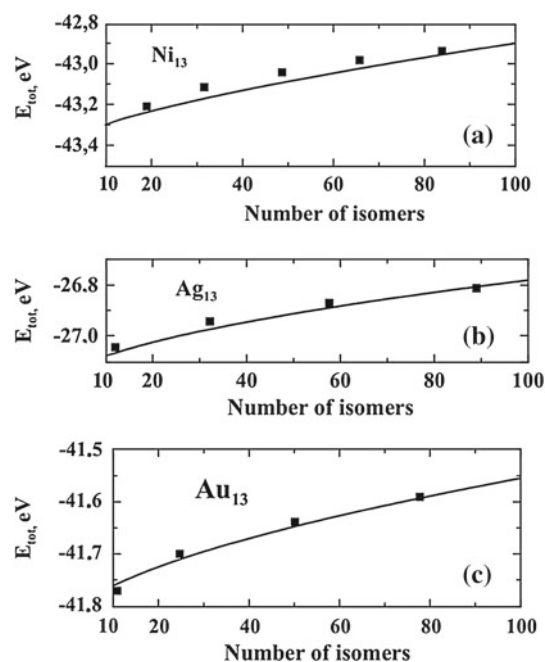 -42,8
Ni13
-43,0
-43,2
-43,4
E_tot, eV
(a)
10 20 40 60 80 100
Number of isomers
-26.8
Ag13
-27.0
E_tot, eV
(b)
10 20 40 60 80 100
Number of isomers
-41.5
-41.6
Au13
-41.7
-41.8
E_tot, eV
(c)
10 20 40 60 80 100
Number of isomers